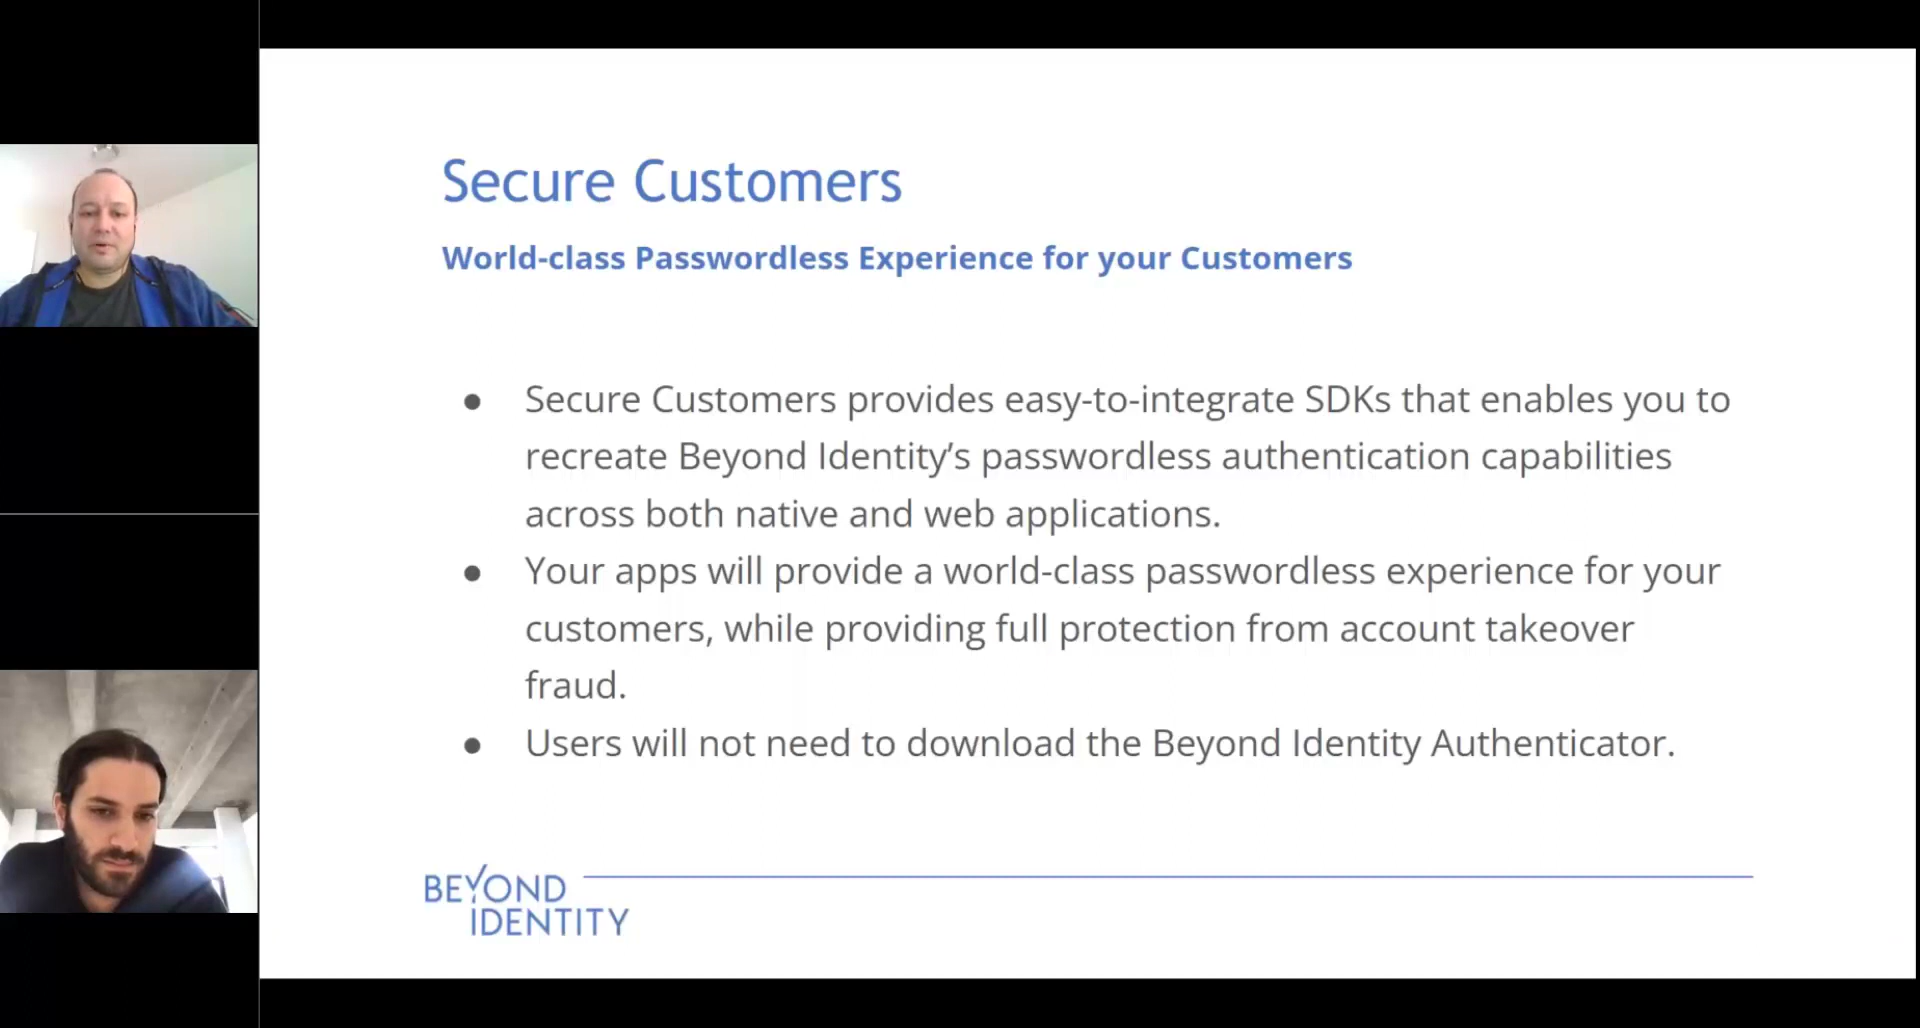 Secure Customers
World-class Passwordless Experience for your Customers
● Secure Customers provides easy-to-integrate SDKs that enables you to
recreate Beyond Identity’s passwordless authentication capabilities
across both native and web applications.
● Your apps will provide a world-class passwordless experience for your
customers, while providing full protection from account takeover
fraud.
● Users will not need to download the Beyond Identity Authenticator.
BEYOND
IDENTITY